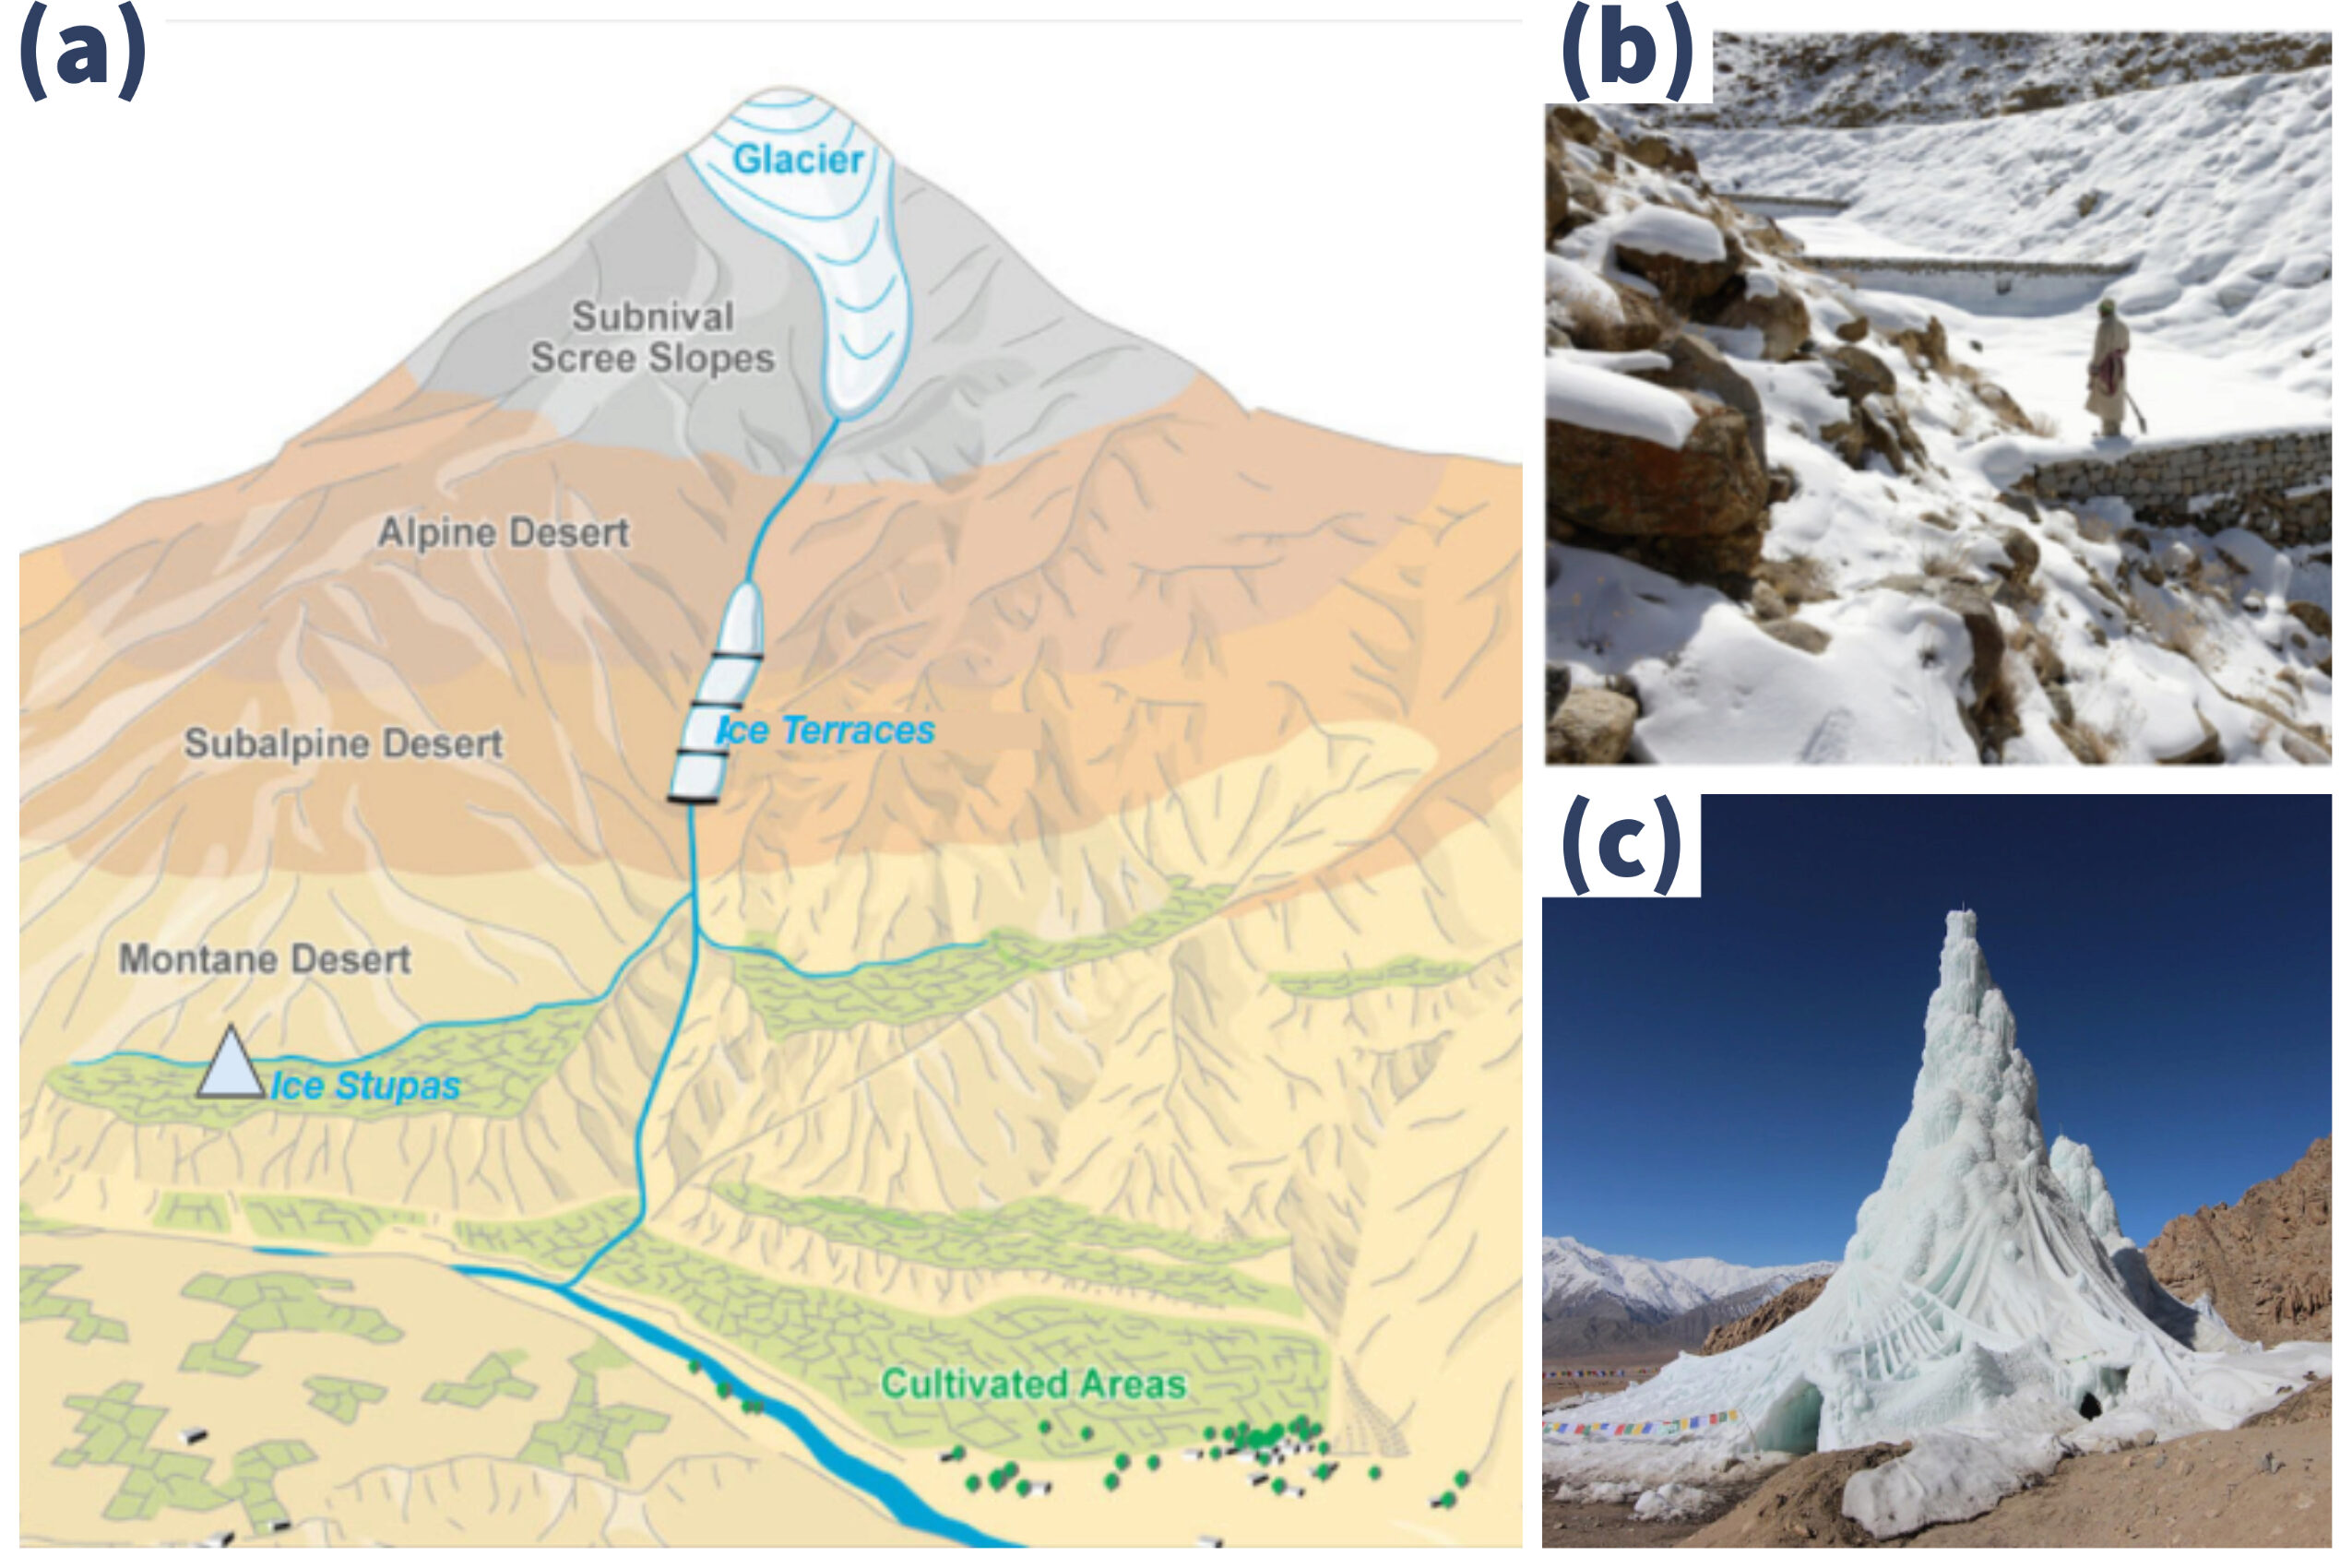 (a)
Glacier
Subnival
Scree Slopes
Alpine Desert
Ice Terraces
Subalpine Desert
Montane Desert
Ice Stupas
Cultivated Areas
(b)
(c)